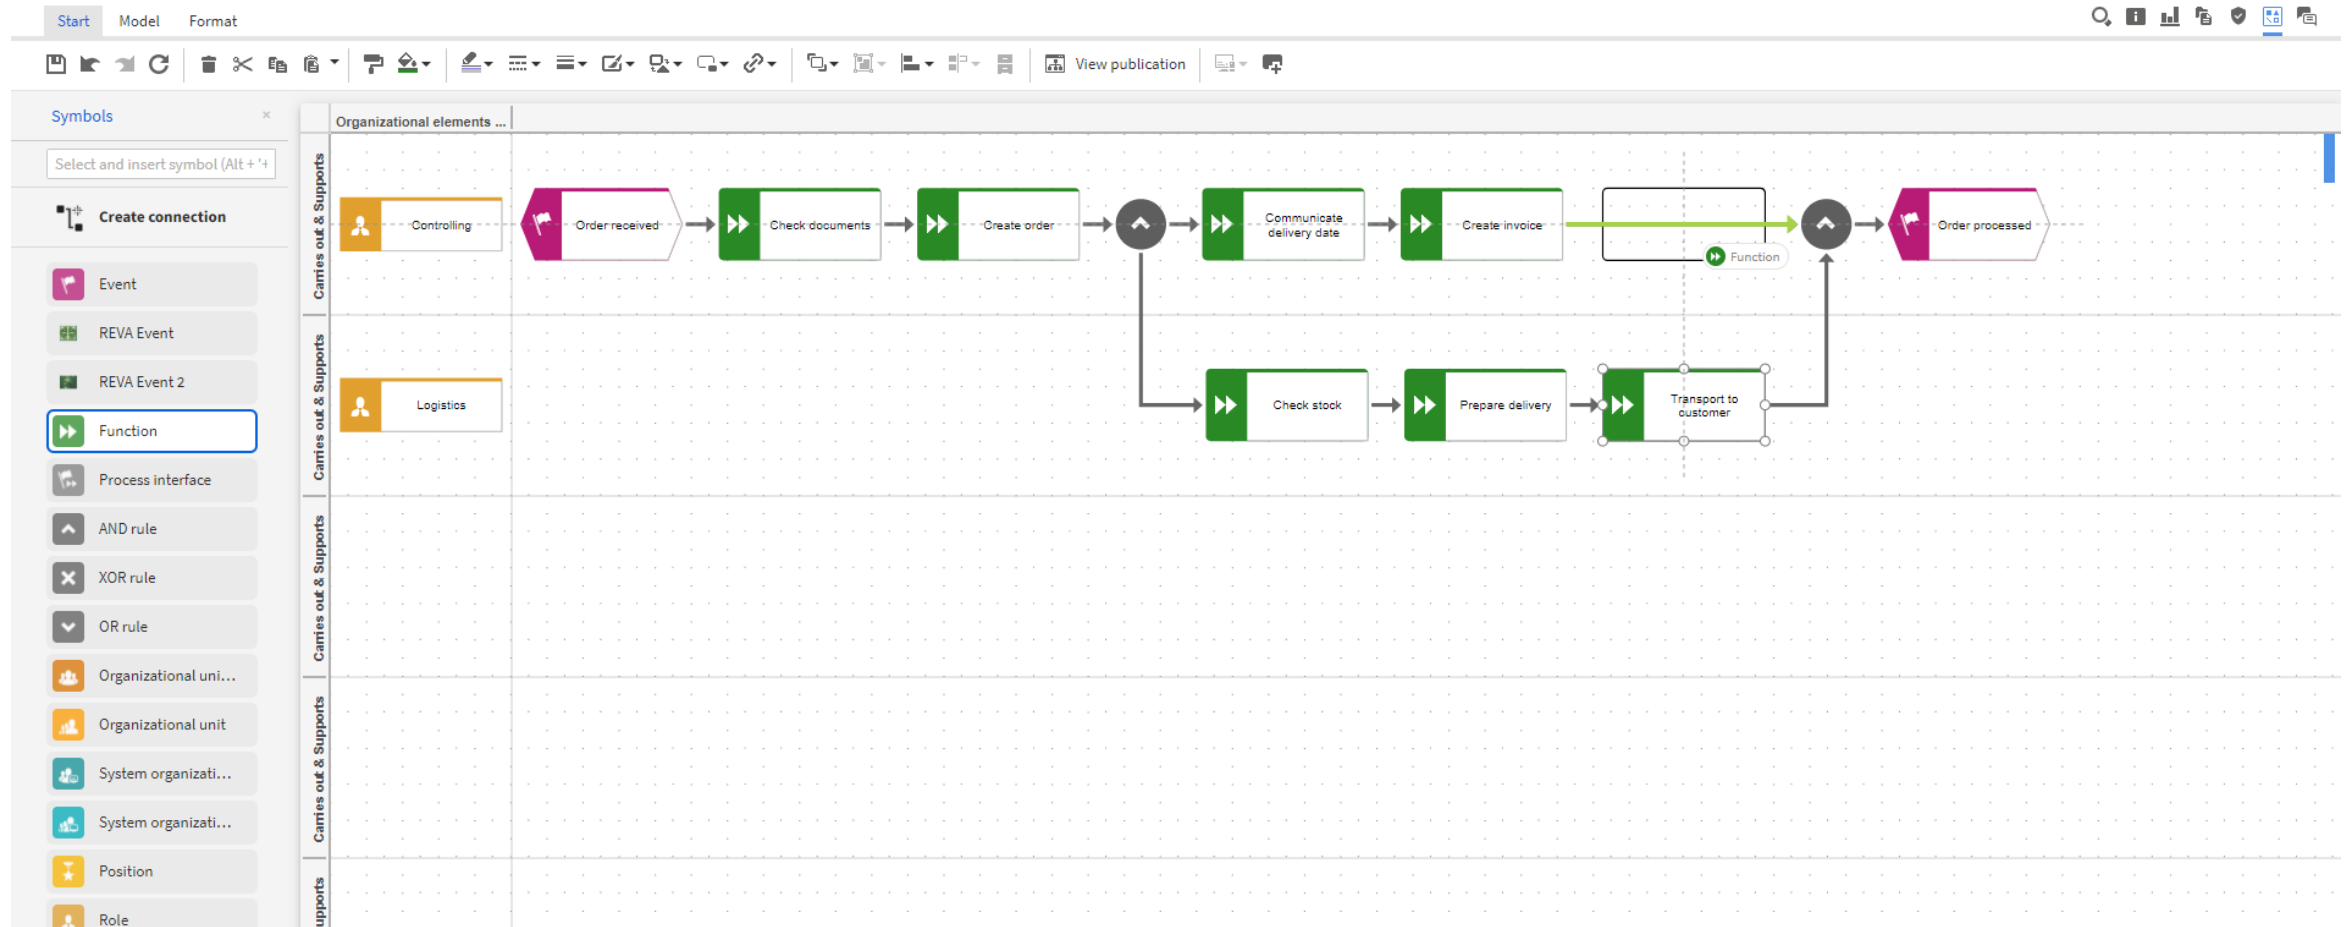 Start Model Format
View publication
Symbols ×
Select and insert symbol (Alt + '+
Create connection
Event
REVA Event
REVA Event 2
Function
Process interface
AND rule
XOR rule
OR rule
Organizational uni...
Organizational unit
System organizati...
System organizati...
Position
Role
Organizational elements ...
Carries out & Supports
Controlling
Order received
Check documents
Create order
Communicate
delivery date
Create invoice
Function
Order processed
Carries out & Supports
Logistics
Check stock
Prepare delivery
Transport to
customer
Carries out & Supports
Carries out & Supports
upports